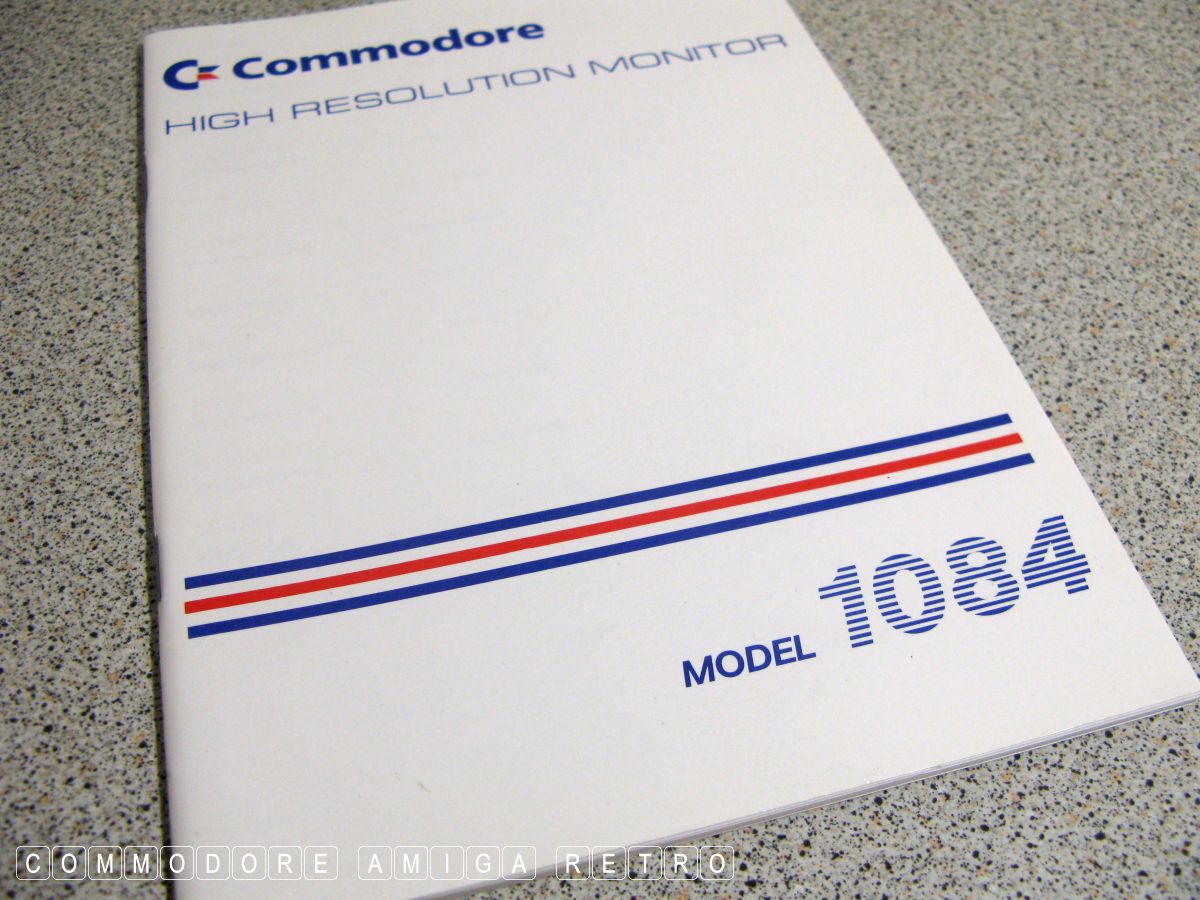 Commodore
HIGH RESOLUTION MONITOR
MODEL 1084
COMMODORE AMIGA RETRO